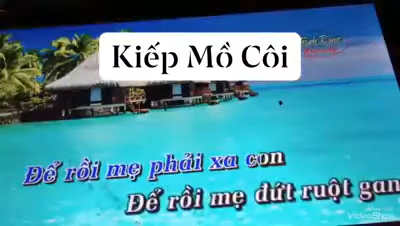 Kiếp Mồ Côi
Để rồi mẹ phải xa con
Để rồi mẹ đứt ruột gan
VideoShow